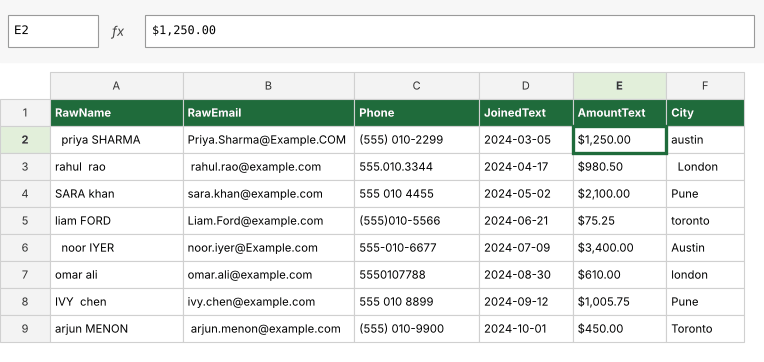 E2 fx $1,250.00
A B C D E F
1 RawName RawEmail Phone JoinedText AmountText City
2   priya SHARMA Priya.Sharma@Example.COM (555) 010-2299 2024-03-05 $1,250.00 austin
3 rahul  rao  rahul.rao@example.com 555.010.3344 2024-04-17 $980.50   London
4 SARA khan sara.khan@example.com 555 010 4455 2024-05-02 $2,100.00 Pune
5 liam FORD Liam.Ford@example.com (555)010-5566 2024-06-21 $75.25 toronto
6   noor IYER noor.iyer@Example.com 555-010-6677 2024-07-09 $3,400.00 Austin
7 omar ali omar.ali@example.com 5550107788 2024-08-30 $610.00 london
8 IVY  chen ivy.chen@example.com 555 010 8899 2024-09-12 $1,005.75 Pune
9 arjun MENON  arjun.menon@example.com (555) 010-9900 2024-10-01 $450.00 Toronto